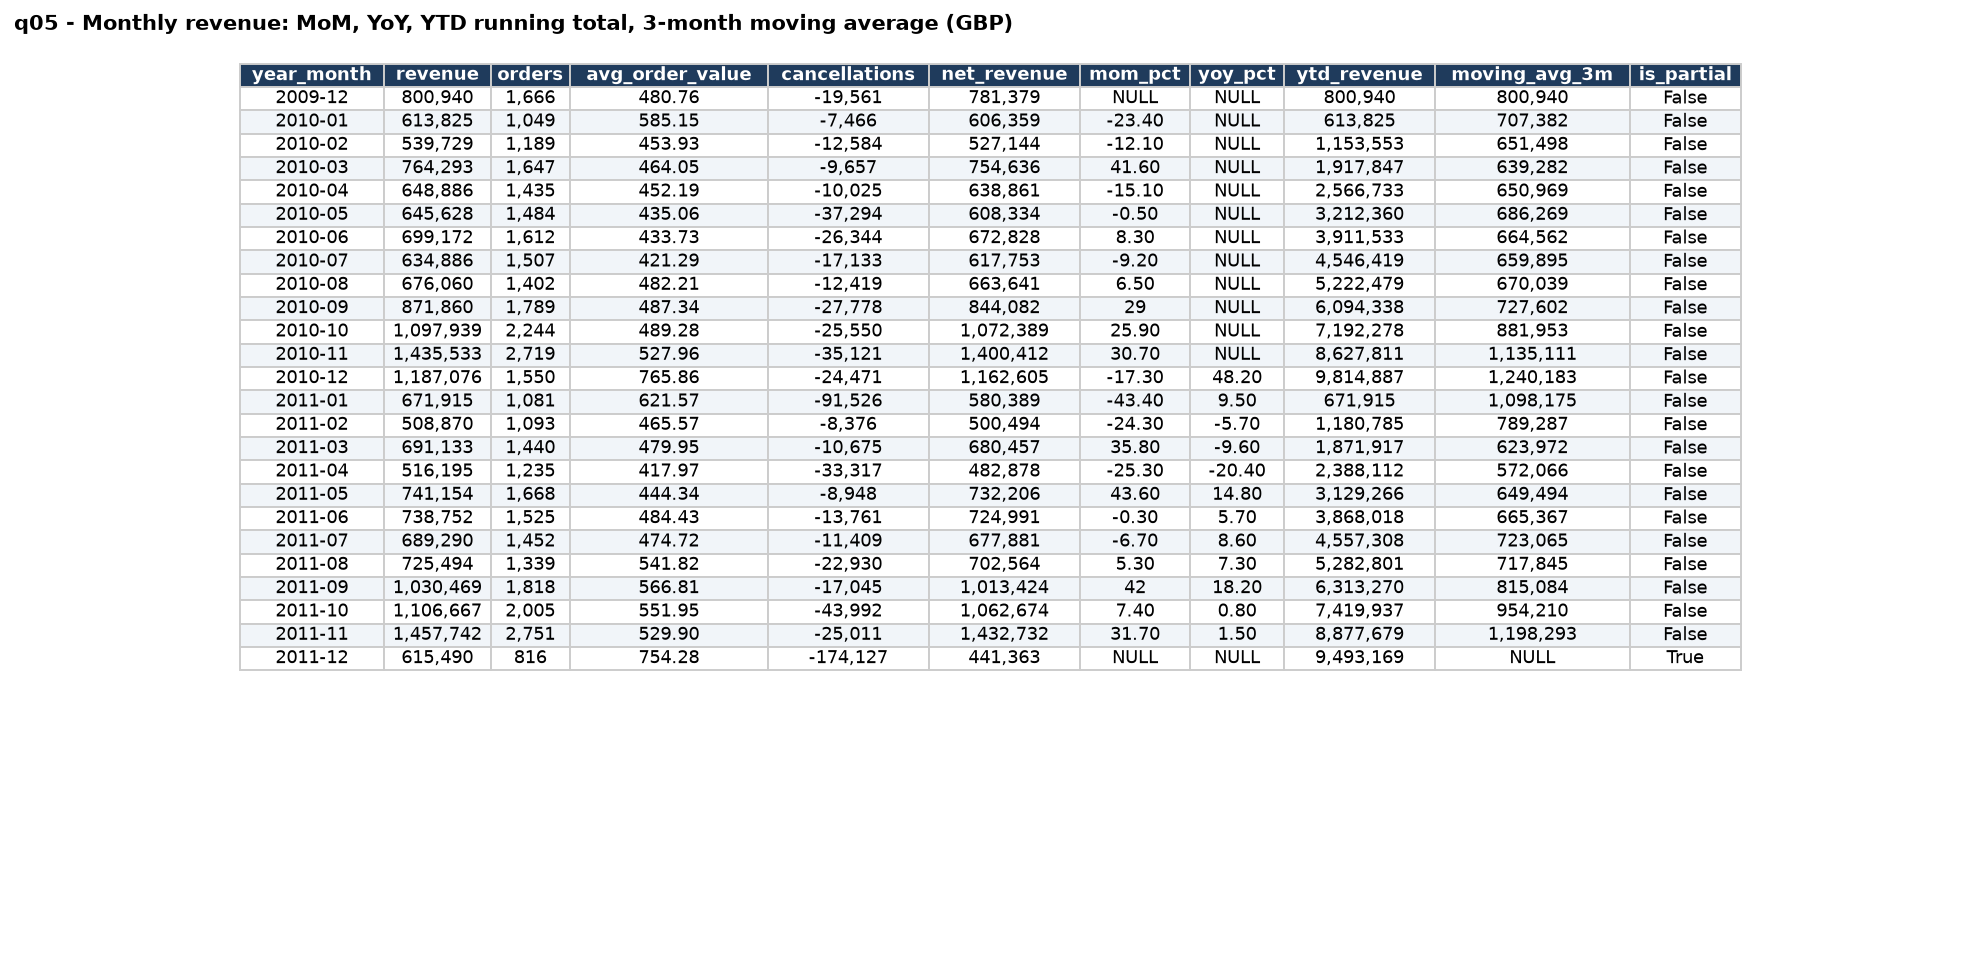 q05 - Monthly revenue: MoM, YoY, YTD running total, 3-month moving average (GBP)
year_month revenue orders avg_order_value cancellations net_revenue mom_pct yoy_pct ytd_revenue moving_avg_3m is_partial
2009-12 800,940 1,666 480.76 -19,561 781,379 NULL NULL 800,940 800,940 False
2010-01 613,825 1,049 585.15 -7,466 606,359 -23.40 NULL 613,825 707,382 False
2010-02 539,729 1,189 453.93 -12,584 527,144 -12.10 NULL 1,153,553 651,498 False
2010-03 764,293 1,647 464.05 -9,657 754,636 41.60 NULL 1,917,847 639,282 False
2010-04 648,886 1,435 452.19 -10,025 638,861 -15.10 NULL 2,566,733 650,969 False
2010-05 645,628 1,484 435.06 -37,294 608,334 -0.50 NULL 3,212,360 686,269 False
2010-06 699,172 1,612 433.73 -26,344 672,828 8.30 NULL 3,911,533 664,562 False
2010-07 634,886 1,507 421.29 -17,133 617,753 -9.20 NULL 4,546,419 659,895 False
2010-08 676,060 1,402 482.21 -12,419 663,641 6.50 NULL 5,222,479 670,039 False
2010-09 871,860 1,789 487.34 -27,778 844,082 29 NULL 6,094,338 727,602 False
2010-10 1,097,939 2,244 489.28 -25,550 1,072,389 25.90 NULL 7,192,278 881,953 False
2010-11 1,435,533 2,719 527.96 -35,121 1,400,412 30.70 NULL 8,627,811 1,135,111 False
2010-12 1,187,076 1,550 765.86 -24,471 1,162,605 -17.30 48.20 9,814,887 1,240,183 False
2011-01 671,915 1,081 621.57 -91,526 580,389 -43.40 9.50 671,915 1,098,175 False
2011-02 508,870 1,093 465.57 -8,376 500,494 -24.30 -5.70 1,180,785 789,287 False
2011-03 691,133 1,440 479.95 -10,675 680,457 35.80 -9.60 1,871,917 623,972 False
2011-04 516,195 1,235 417.97 -33,317 482,878 -25.30 -20.40 2,388,112 572,066 False
2011-05 741,154 1,668 444.34 -8,948 732,206 43.60 14.80 3,129,266 649,494 False
2011-06 738,752 1,525 484.43 -13,761 724,991 -0.30 5.70 3,868,018 665,367 False
2011-07 689,290 1,452 474.72 -11,409 677,881 -6.70 8.60 4,557,308 723,065 False
2011-08 725,494 1,339 541.82 -22,930 702,564 5.30 7.30 5,282,801 717,845 False
2011-09 1,030,469 1,818 566.81 -17,045 1,013,424 42 18.20 6,313,270 815,084 False
2011-10 1,106,667 2,005 551.95 -43,992 1,062,674 7.40 0.80 7,419,937 954,210 False
2011-11 1,457,742 2,751 529.90 -25,011 1,432,732 31.70 1.50 8,877,679 1,198,293 False
2011-12 615,490 816 754.28 -174,127 441,363 NULL NULL 9,493,169 NULL True